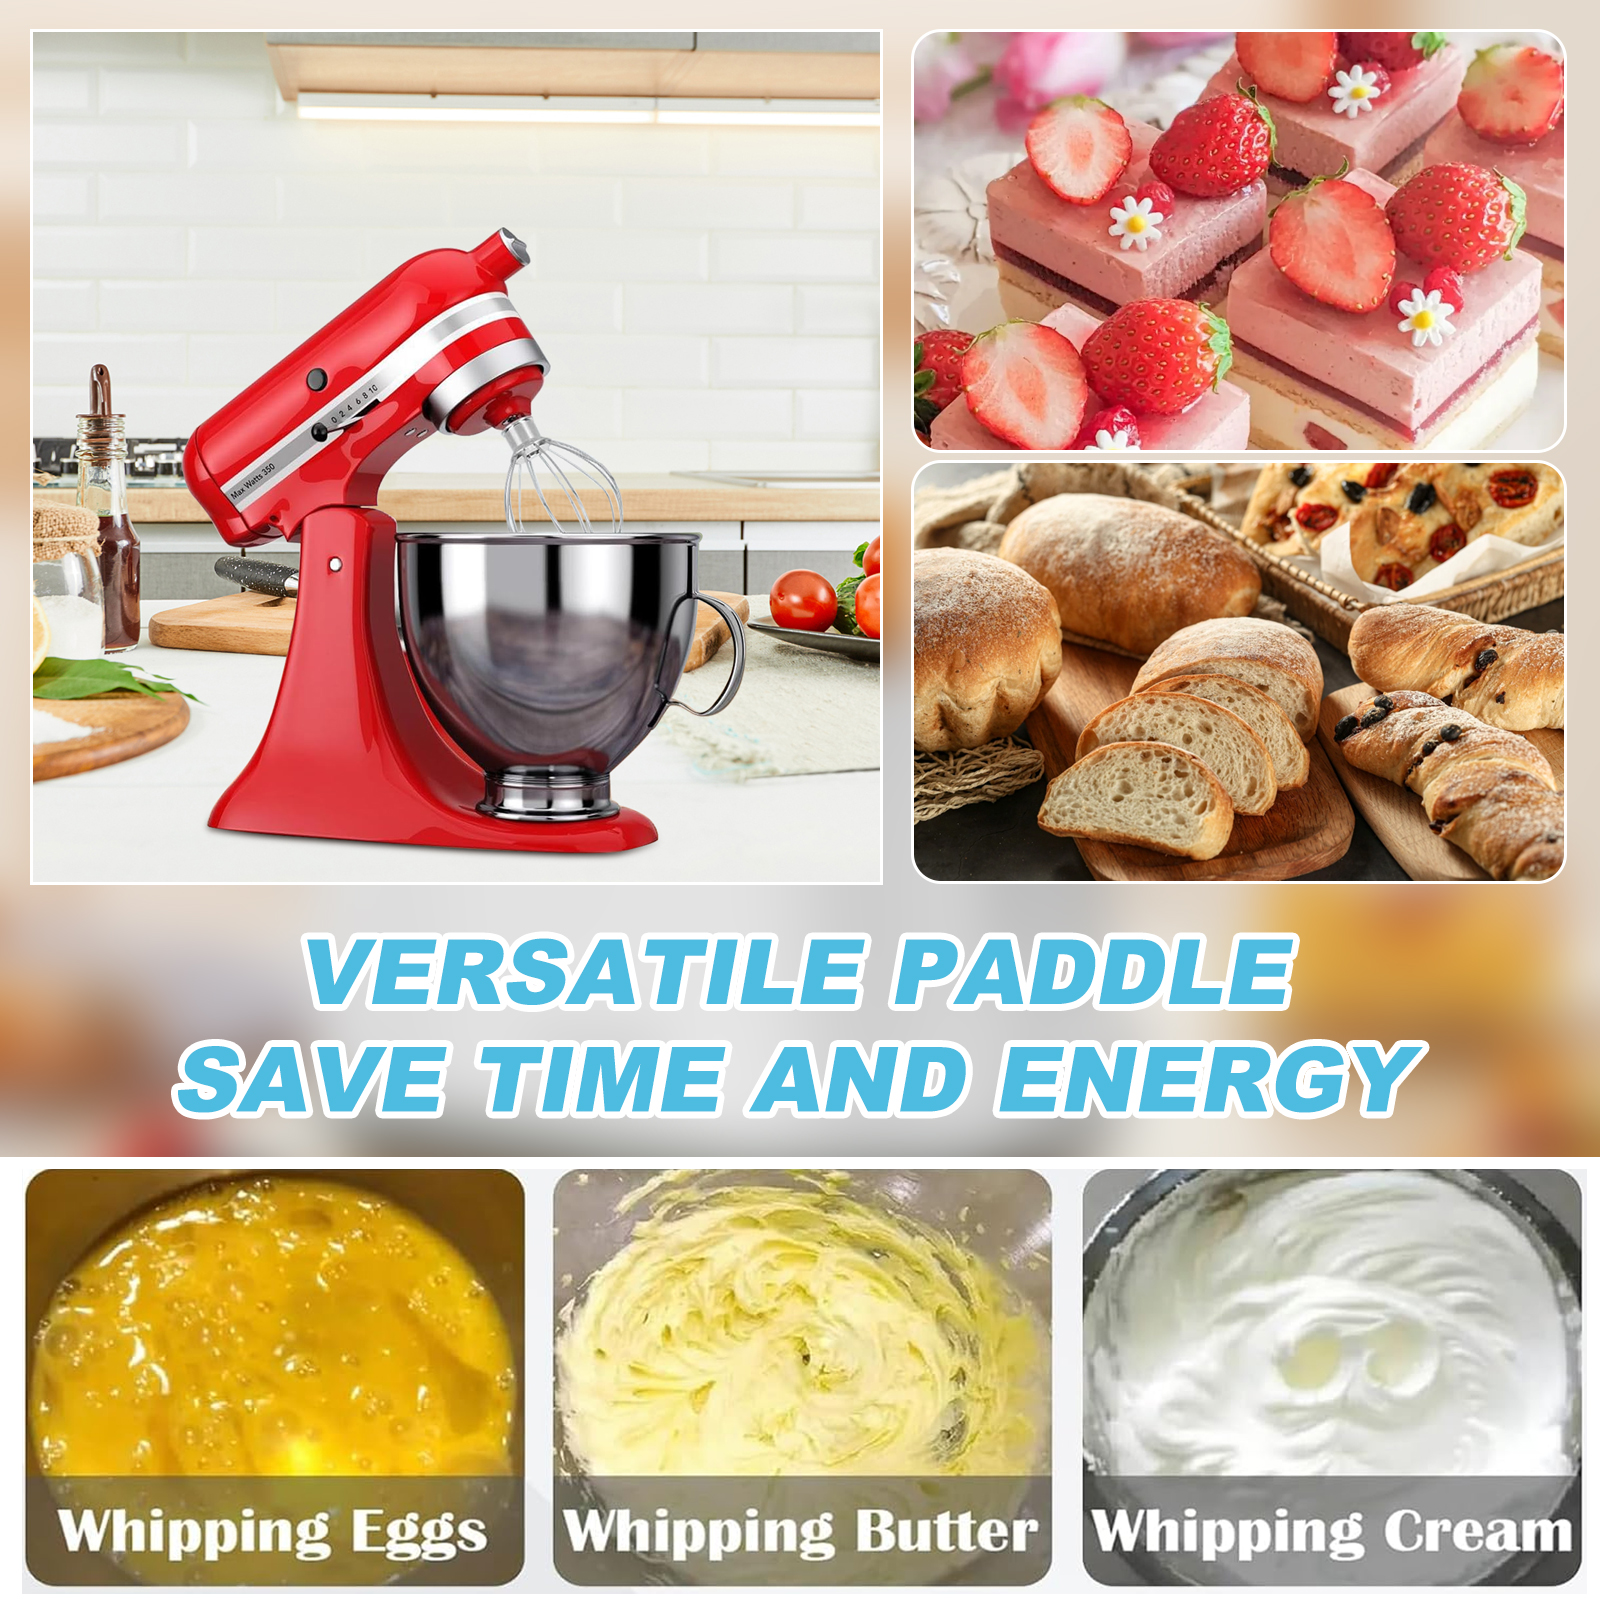 0 2 4 6 8 10
Max Watts 350
VERSATILE PADDLE
SAVE TIME AND ENERGY
Whipping Eggs
Whipping Butter
Whipping Cream